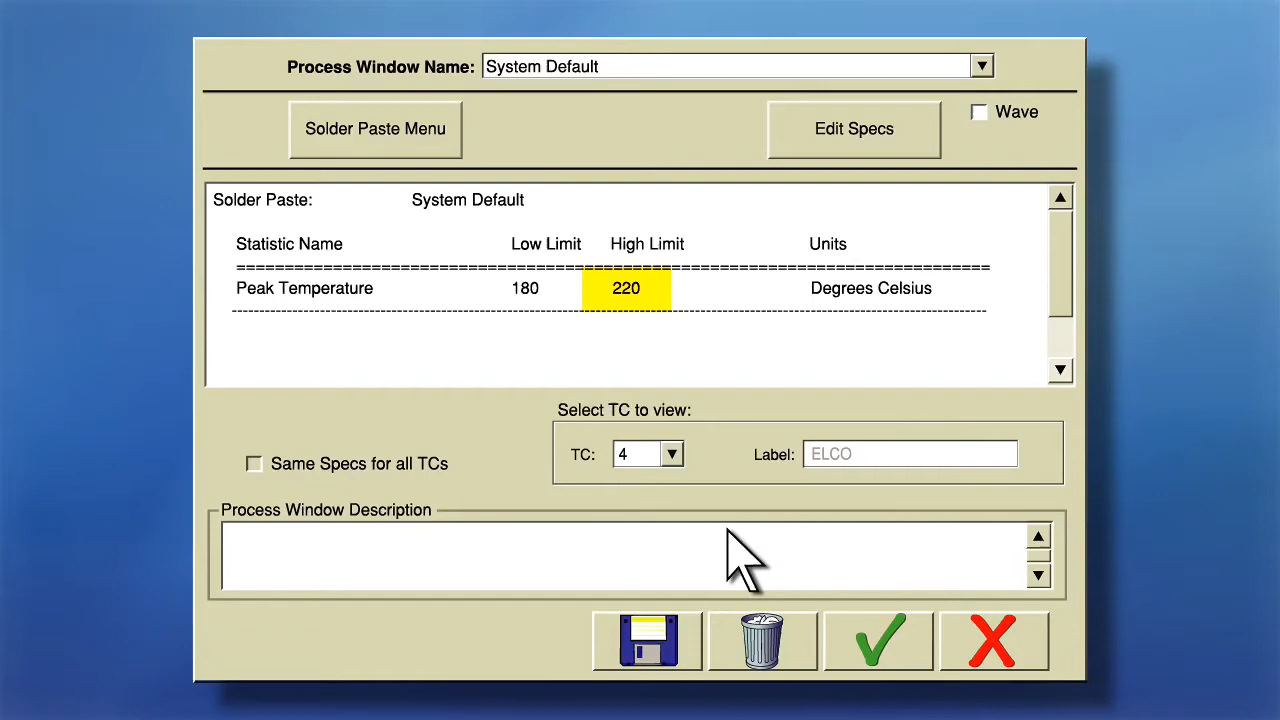 Process Window Name: System Default
Solder Paste Menu
Edit Specs
Wave
Solder Paste: System Default
Statistic Name Low Limit High Limit Units
==============================================================
Peak Temperature 180 220 Degrees Celsius
--------------------------------------------------------------
Select TC to view:
TC: 4 Label: ELCO
Same Specs for all TCs
Process Window Description